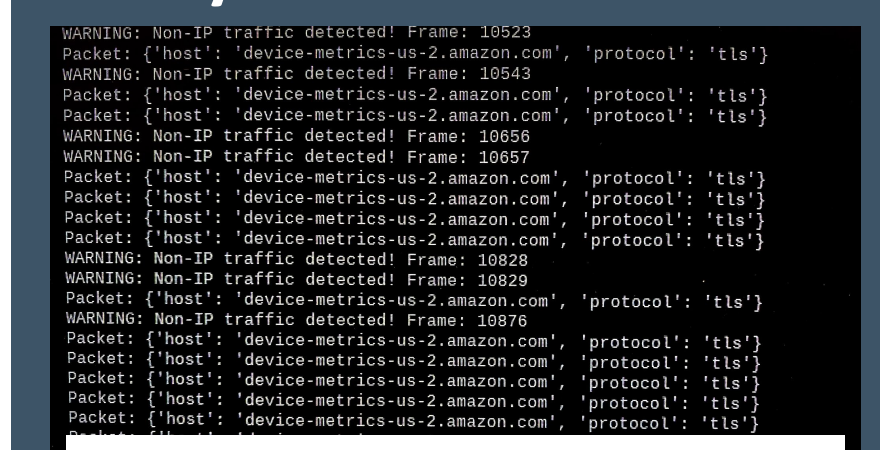 WARNING: Non-IP traffic detected! Frame: 10523
Packet: {'host': 'device-metrics-us-2.amazon.com', 'protocol': 'tls'}
WARNING: Non-IP traffic detected! Frame: 10543
Packet: {'host': 'device-metrics-us-2.amazon.com', 'protocol': 'tls'}
Packet: {'host': 'device-metrics-us-2.amazon.com', 'protocol': 'tls'}
WARNING: Non-IP traffic detected! Frame: 10656
WARNING: Non-IP traffic detected! Frame: 10657
Packet: {'host': 'device-metrics-us-2.amazon.com', 'protocol': 'tls'}
Packet: {'host': 'device-metrics-us-2.amazon.com', 'protocol': 'tls'}
Packet: {'host': 'device-metrics-us-2.amazon.com', 'protocol': 'tls'}
Packet: {'host': 'device-metrics-us-2.amazon.com', 'protocol': 'tls'}
WARNING: Non-IP traffic detected! Frame: 10828
WARNING: Non-IP traffic detected! Frame: 10829
Packet: {'host': 'device-metrics-us-2.amazon.com', 'protocol': 'tls'}
WARNING: Non-IP traffic detected! Frame: 10876
Packet: {'host': 'device-metrics-us-2.amazon.com', 'protocol': 'tls'}
Packet: {'host': 'device-metrics-us-2.amazon.com', 'protocol': 'tls'}
Packet: {'host': 'device-metrics-us-2.amazon.com', 'protocol': 'tls'}
Packet: {'host': 'device-metrics-us-2.amazon.com', 'protocol': 'tls'}
Packet: {'host': 'device-metrics-us-2.amazon.com', 'protocol': 'tls'}